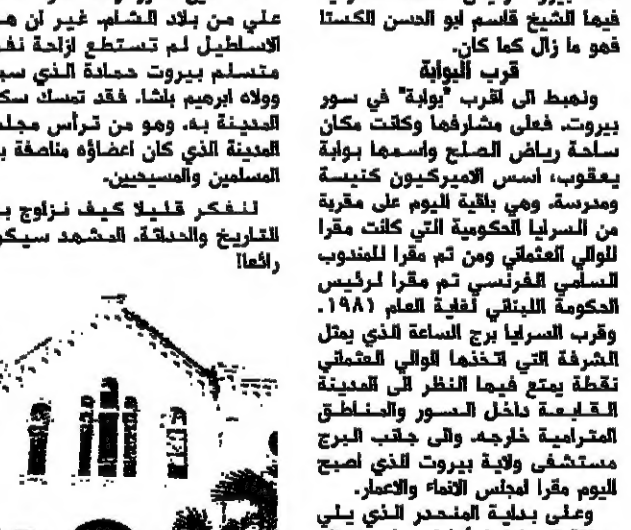 فيها الشيخ قاسم ابو الحسن الكستا
فهو ما زال كما كان.
قرب البوابة
ونهبط الى اقرب "بوابة" في سور
بيروت. فعلى مشارفها وكانت مكان
ساحة رياض الصلح واسمها بوابة
يعقوب، اسس الاميركيون كنيسة
ومدرسة. وهي باقية اليوم على مقربة
من السرايا الحكومية التي كانت مقرا
للوالي العثماني ومن ثم مقرا للمندوب
السامي الفرنسي ثم مقرا لرئيس
الحكومة اللبناني لغاية العام ١٩٨١.
وقرب السرايا برج الساعة الذي يمثل
الشرفة التي اتخذها الوالي العثماني
نقطة يمتع فيها النظر الى المدينة
القابعة داخل السور والمناطق
المترامية خارجه. والى جانب البرج
مستشفى ولاية بيروت الذي اصبح
اليوم مقرا لمجلس الانماء والاعمار.
وعلى بداية المنحدر الذي يلي
علي من بلاد الشام. غير ان
الاساطيل لم تستطع ازاحة
متسلم بيروت حمادة الذي
وولاه ابرهيم باشا. فقد تمسك
المدينة به. وهو من ترأس
المدينة الذي كان اعضاؤه مناصفة
المسلمين والمسيحيين.
لنفكر قليلا كيف نزاوج
التاريخ والحداثة. المشهد
رائعا!